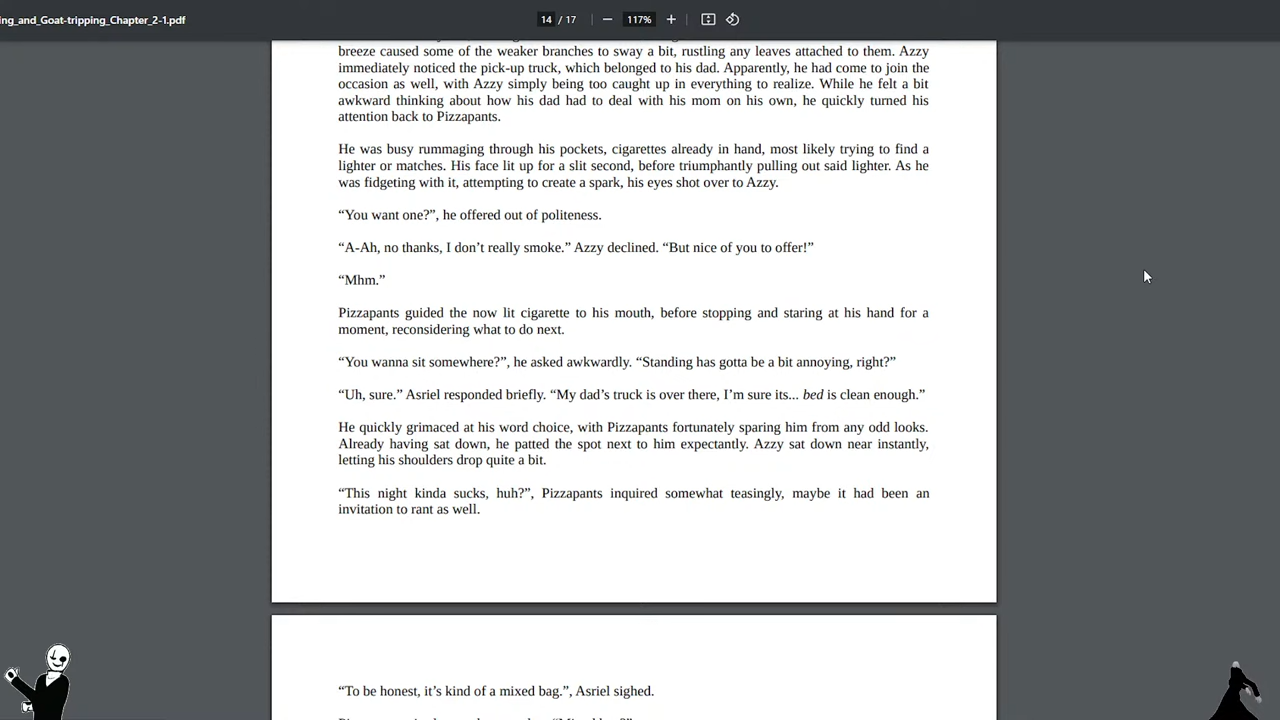 ing_and_Goat-tripping_Chapter_2-1.pdf
14 / 17
117%
breeze caused some of the weaker branches to sway a bit, rustling any leaves attached to them. Azzy
immediately noticed the pick-up truck, which belonged to his dad. Apparently, he had come to join the
occasion as well, with Azzy simply being too caught up in everything to realize. While he felt a bit
awkward thinking about how his dad had to deal with his mom on his own, he quickly turned his
attention back to Pizzapants.
He was busy rummaging through his pockets, cigarettes already in hand, most likely trying to find a
lighter or matches. His face lit up for a slit second, before triumphantly pulling out said lighter. As he
was fidgeting with it, attempting to create a spark, his eyes shot over to Azzy.
“You want one?”, he offered out of politeness.
“A-Ah, no thanks, I don’t really smoke.” Azzy declined. “But nice of you to offer!”
“Mhm.”
Pizzapants guided the now lit cigarette to his mouth, before stopping and staring at his hand for a
moment, reconsidering what to do next.
“You wanna sit somewhere?”, he asked awkwardly. “Standing has gotta be a bit annoying, right?”
“Uh, sure.” Asriel responded briefly. “My dad’s truck is over there, I’m sure its... bed is clean enough.”
He quickly grimaced at his word choice, with Pizzapants fortunately sparing him from any odd looks.
Already having sat down, he patted the spot next to him expectantly. Azzy sat down near instantly,
letting his shoulders drop quite a bit.
“This night kinda sucks, huh?”, Pizzapants inquired somewhat teasingly, maybe it had been an
invitation to rant as well.
“To be honest, it’s kind of a mixed bag.”, Asriel sighed.